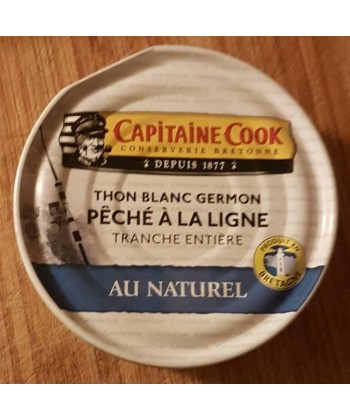 CAPITAINE COOK
CONSERVERIE BRETONNE
DEPUIS 1877
THON BLANC GERMON
PÊCHÉ À LA LIGNE
TRANCHE ENTIÈRE
PRODUIT EN
BRETAGNE
AU NATUREL